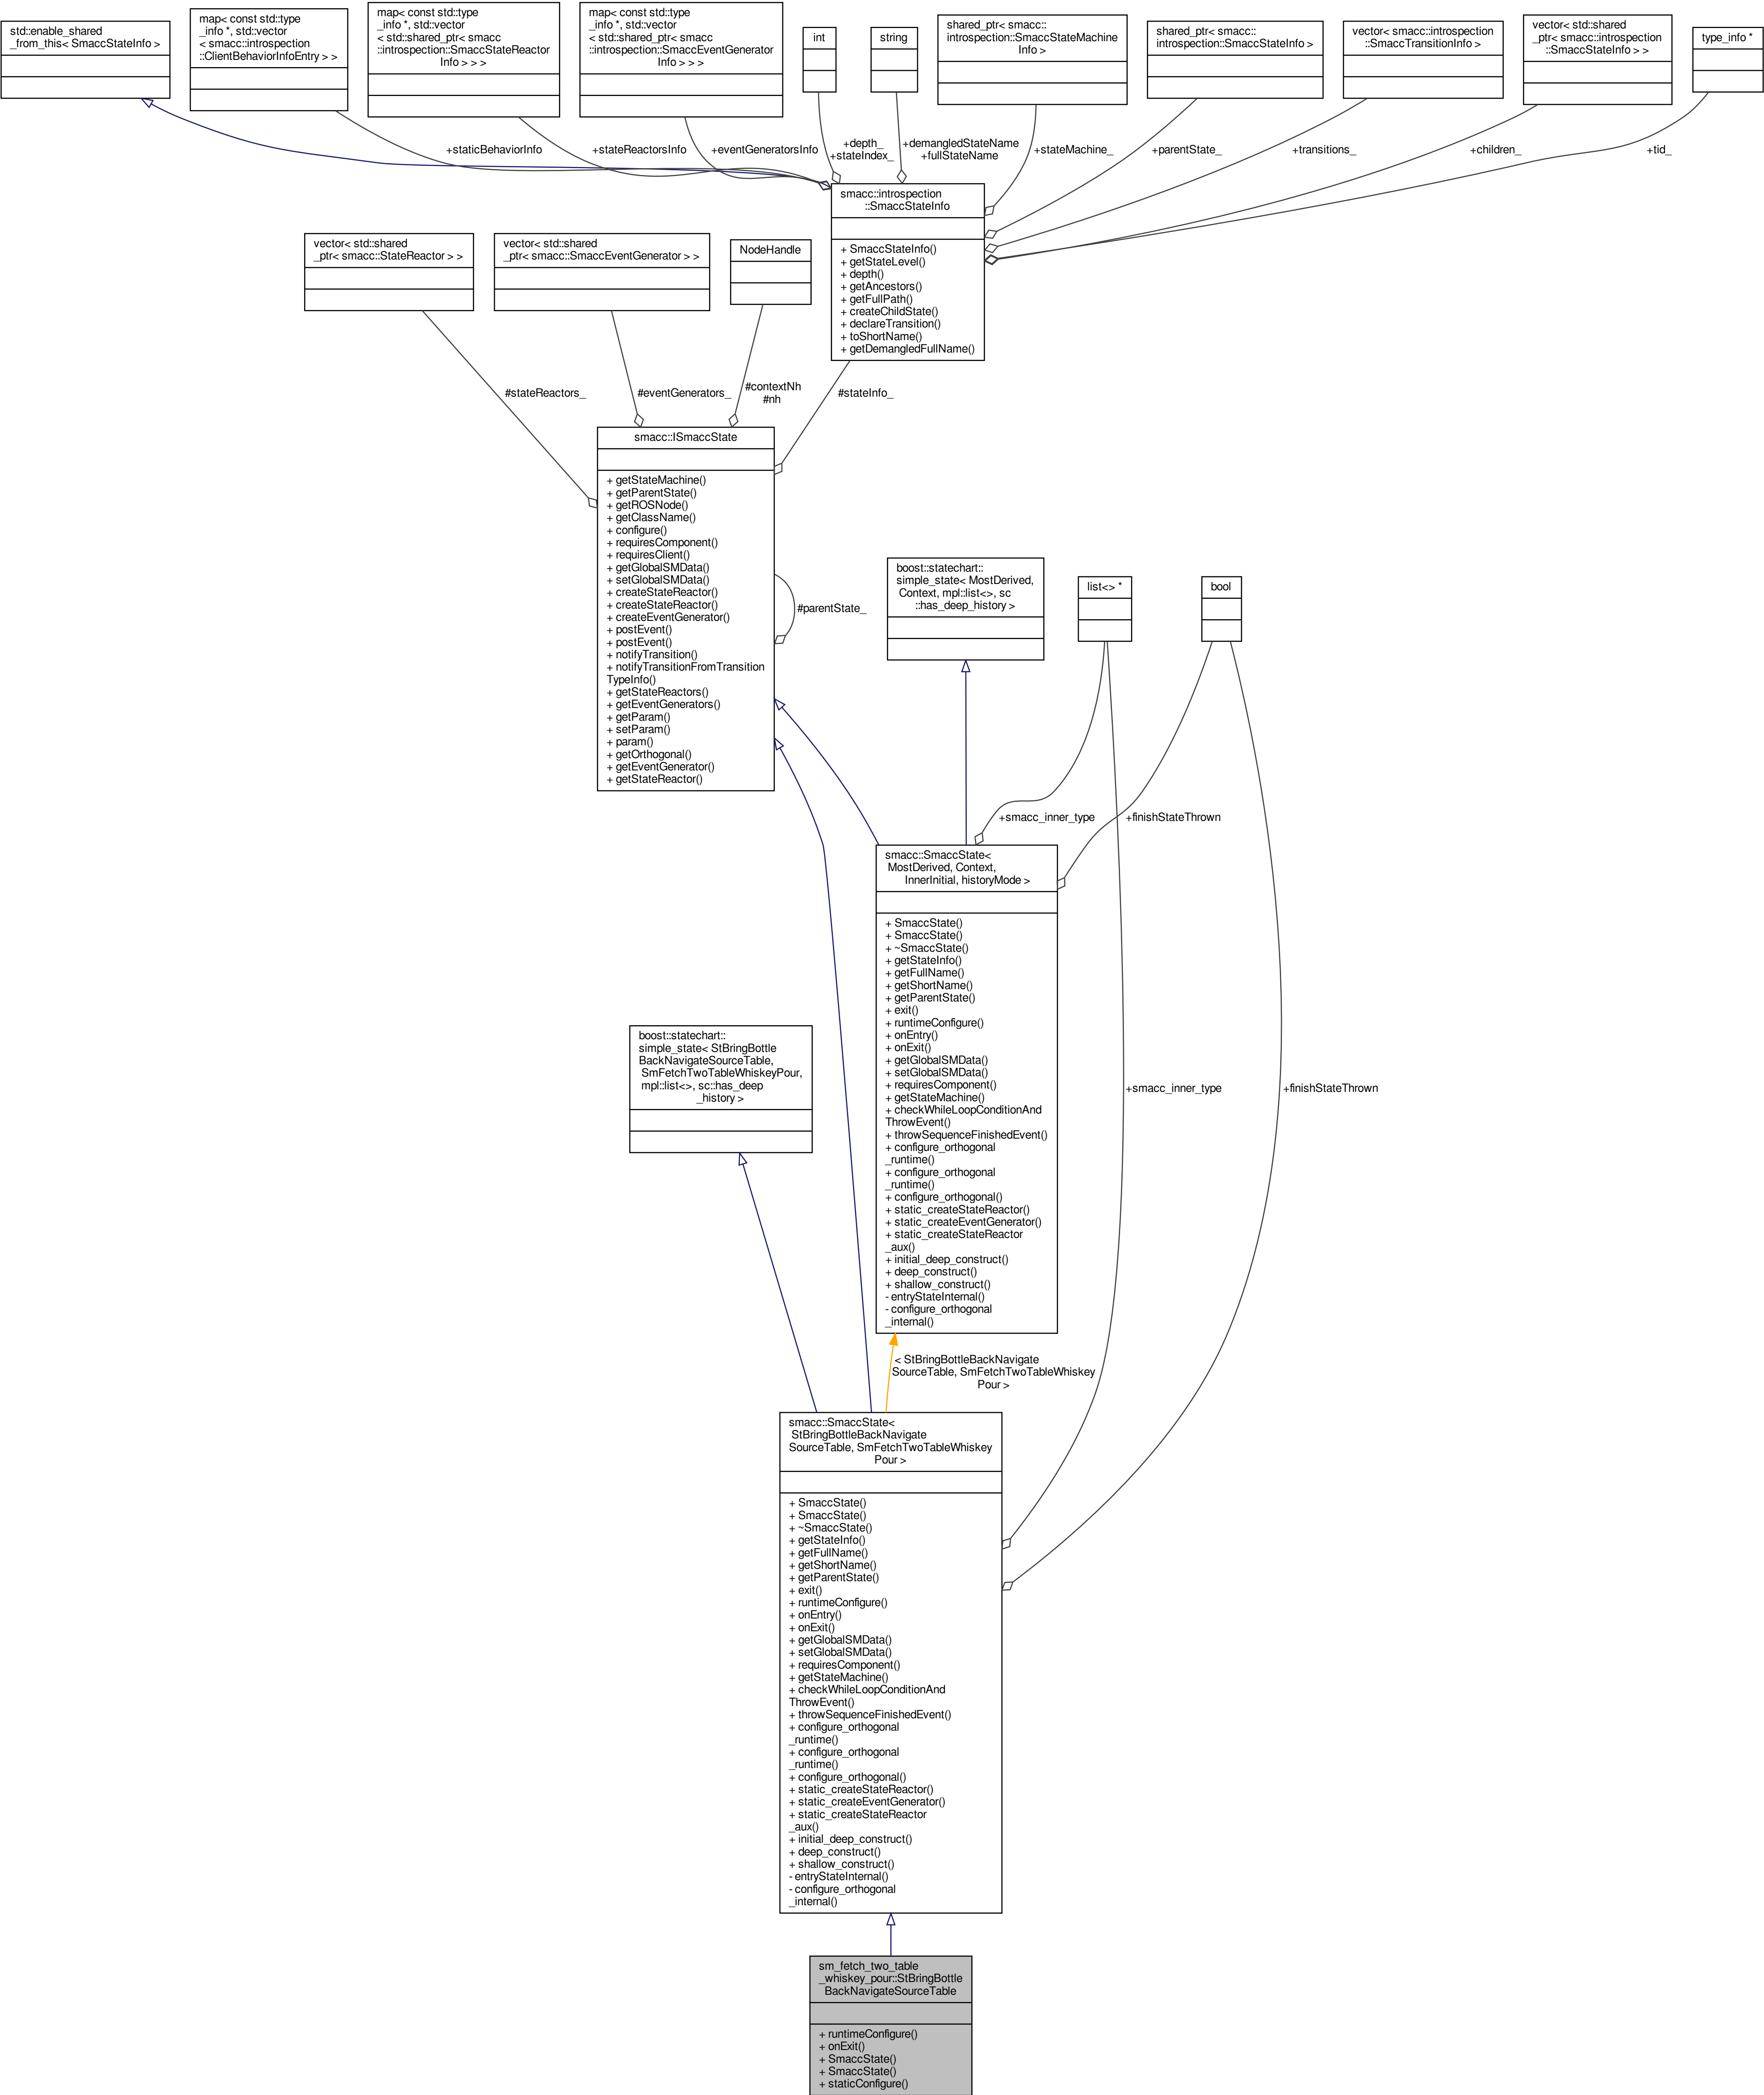 std::enable_shared
_from_this< SmaccStateInfo >
map< const std::type
_info *, std::vector
< smacc::introspection
::ClientBehaviorInfoEntry > >
map< const std::type
_info *, std::vector
< std::shared_ptr< smacc
::introspection::SmaccStateReactor
Info > > >
map< const std::type
_info *, std::vector
< std::shared_ptr< smacc
::introspection::SmaccEventGenerator
Info > > >
int
string
shared_ptr< smacc::
introspection::SmaccStateMachine
Info >
shared_ptr< smacc::
introspection::SmaccStateInfo >
vector< smacc::introspection
::SmaccTransitionInfo >
vector< std::shared
_ptr< smacc::introspection
::SmaccStateInfo > >
type_info *
+staticBehaviorInfo
+stateReactorsInfo
+eventGeneratorsInfo
+depth_
+stateIndex_
+demangledStateName
+fullStateName
+stateMachine_
+parentState_
+transitions_
+children_
+tid_
smacc::introspection
::SmaccStateInfo
+ SmaccStateInfo()
+ getStateLevel()
+ depth()
+ getAncestors()
+ getFullPath()
+ createChildState()
+ declareTransition()
+ toShortName()
+ getDemangledFullName()
vector< std::shared
_ptr< smacc::StateReactor > >
vector< std::shared
_ptr< smacc::SmaccEventGenerator > >
NodeHandle
#stateReactors_
#eventGenerators_
#contextNh
#nh
#stateInfo_
smacc::ISmaccState
+ getStateMachine()
+ getParentState()
+ getROSNode()
+ getClassName()
+ configure()
+ requiresComponent()
+ requiresClient()
+ getGlobalSMData()
+ setGlobalSMData()
+ createStateReactor()
+ createStateReactor()
+ createEventGenerator()
+ postEvent()
+ postEvent()
+ notifyTransition()
+ notifyTransitionFromTransition
TypeInfo()
+ getStateReactors()
+ getEventGenerators()
+ getParam()
+ setParam()
+ param()
+ getOrthogonal()
+ getEventGenerator()
+ getStateReactor()
#parentState_
boost::statechart::
simple_state< MostDerived,
Context, mpl::list<>, sc
::has_deep_history >
list<> *
bool
+smacc_inner_type
+finishStateThrown
smacc::SmaccState<
MostDerived, Context,
InnerInitial, historyMode >
+ SmaccState()
+ SmaccState()
+ ~SmaccState()
+ getStateInfo()
+ getFullName()
+ getShortName()
+ getParentState()
+ exit()
+ runtimeConfigure()
+ onEntry()
+ onExit()
+ getGlobalSMData()
+ setGlobalSMData()
+ requiresComponent()
+ getStateMachine()
+ checkWhileLoopConditionAnd
ThrowEvent()
+ throwSequenceFinishedEvent()
+ configure_orthogonal
_runtime()
+ configure_orthogonal
_runtime()
+ configure_orthogonal()
+ static_createStateReactor()
+ static_createEventGenerator()
+ static_createStateReactor
_aux()
+ initial_deep_construct()
+ deep_construct()
+ shallow_construct()
- entryStateInternal()
- configure_orthogonal
_internal()
boost::statechart::
simple_state< StBringBottle
BackNavigateSourceTable,
SmFetchTwoTableWhiskeyPour,
mpl::list<>, sc::has_deep
_history >
+smacc_inner_type
+finishStateThrown
< StBringBottleBackNavigate
SourceTable, SmFetchTwoTableWhiskey
Pour >
smacc::SmaccState<
StBringBottleBackNavigate
SourceTable, SmFetchTwoTableWhiskey
Pour >
+ SmaccState()
+ SmaccState()
+ ~SmaccState()
+ getStateInfo()
+ getFullName()
+ getShortName()
+ getParentState()
+ exit()
+ runtimeConfigure()
+ onEntry()
+ onExit()
+ getGlobalSMData()
+ setGlobalSMData()
+ requiresComponent()
+ getStateMachine()
+ checkWhileLoopConditionAnd
ThrowEvent()
+ throwSequenceFinishedEvent()
+ configure_orthogonal
_runtime()
+ configure_orthogonal
_runtime()
+ configure_orthogonal()
+ static_createStateReactor()
+ static_createEventGenerator()
+ static_createStateReactor
_aux()
+ initial_deep_construct()
+ deep_construct()
+ shallow_construct()
- entryStateInternal()
- configure_orthogonal
_internal()
sm_fetch_two_table
_whiskey_pour::StBringBottle
BackNavigateSourceTable
+ runtimeConfigure()
+ onExit()
+ SmaccState()
+ SmaccState()
+ staticConfigure()